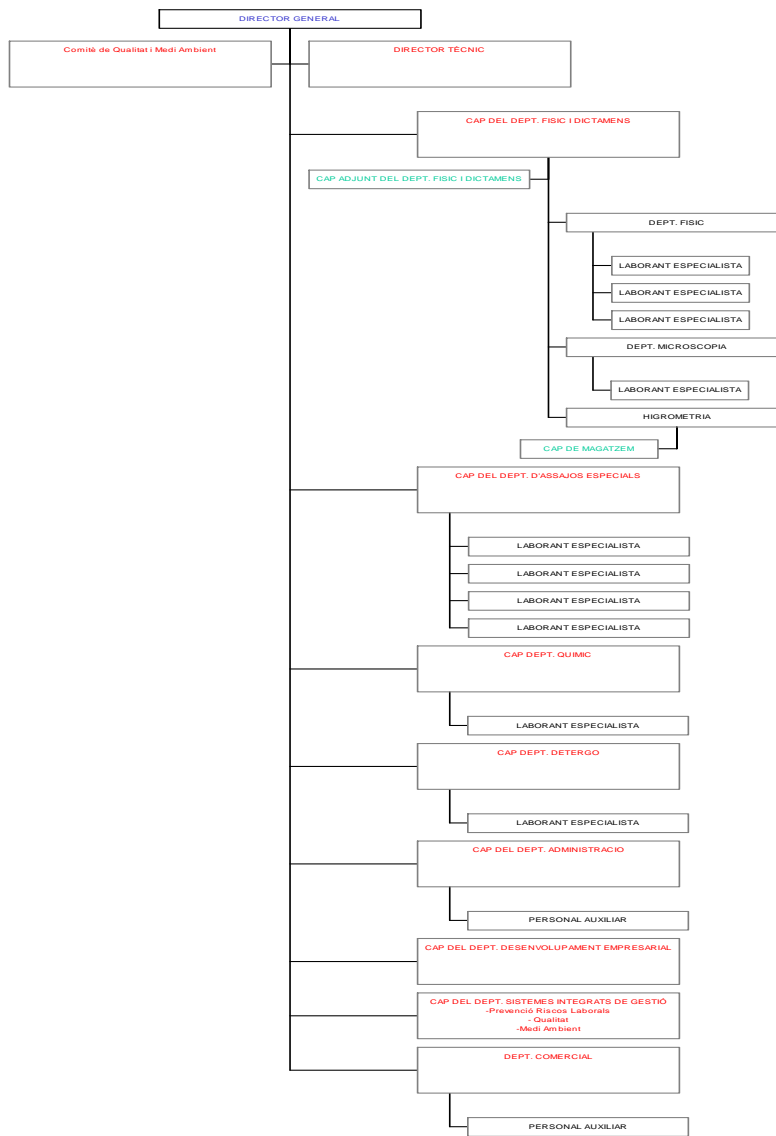 DIRECTOR GENERAL
Comitè de Qualitat i Medi Ambient
DIRECTOR TÈCNIC
CAP DEL DEPT. FISIC I DICTAMENS
CAP ADJUNT DEL DEPT. FISIC I DICTAMENS
DEPT. FISIC
LABORANT ESPECIALISTA
LABORANT ESPECIALISTA
LABORANT ESPECIALISTA
DEPT. MICROSCOPIA
LABORANT ESPECIALISTA
HIGROMETRIA
CAP DE MAGATZEM
CAP DEL DEPT. D'ASSAJOS ESPECIALS
LABORANT ESPECIALISTA
LABORANT ESPECIALISTA
LABORANT ESPECIALISTA
LABORANT ESPECIALISTA
CAP DEPT. QUIMIC
LABORANT ESPECIALISTA
CAP DEPT. DETERGO
LABORANT ESPECIALISTA
CAP DEL DEPT. ADMINISTRACIO
PERSONAL AUXILIAR
CAP DEL DEPT. DESENVOLUPAMENT EMPRESARIAL
CAP DEL DEPT. SISTEMES INTEGRATS DE GESTIÓ
-Prevenció Riscos Laborals
- Qualitat
-Medi Ambient
DEPT. COMERCIAL
PERSONAL AUXILIAR